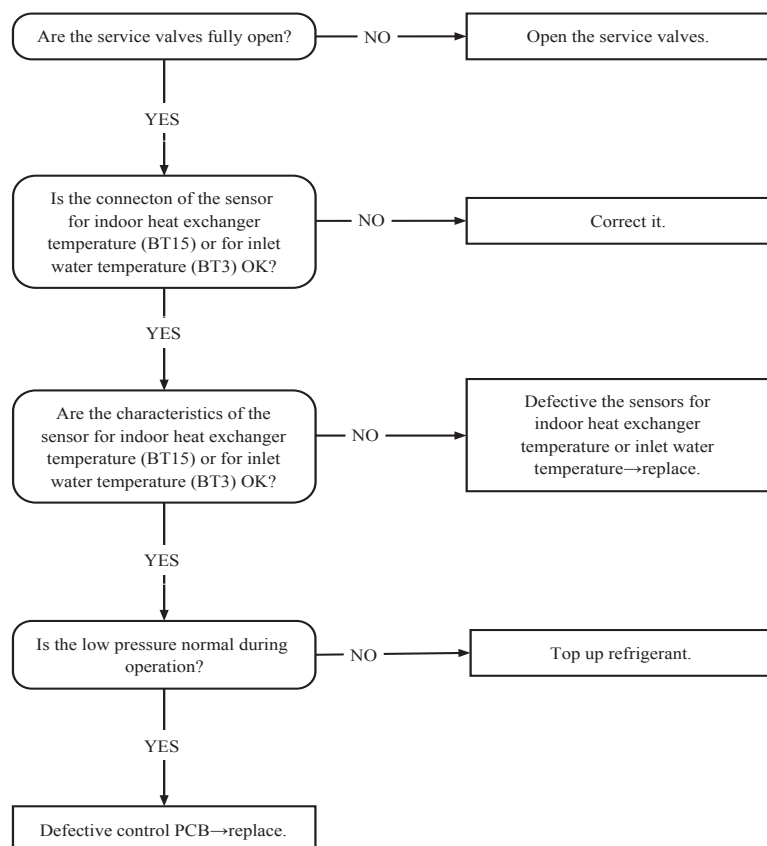 Are the service valves fully open?
NO
Open the service valves.
YES
Is the connecton of the sensor
for indoor heat exchanger
temperature (BT15) or for inlet
water temperature (BT3) OK?
NO
Correct it.
YES
Are the characteristics of the
sensor for indoor heat exchanger
temperature (BT15) or for inlet
water temperature (BT3) OK?
NO
Defective the sensors for
indoor heat exchanger
temperature or inlet water
temperature→replace.
YES
Is the low pressure normal during
operation?
NO
Top up refrigerant.
YES
Defective control PCB→replace.